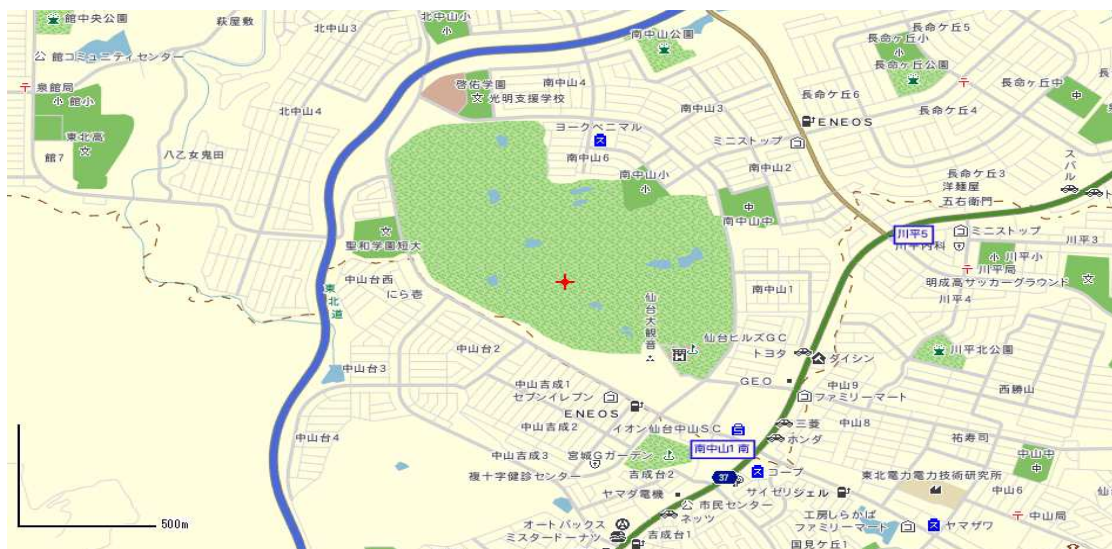 館中央公園
萩屋敷
北中山3
北中山小
南中山公園
長命ケ丘小
長命ケ丘5
公 館コミュニティセンター
長命ケ丘公園
長命ケ丘中
泉館局
館小
啓佑学園
光明支援学校
南中山4
南中山3
長命ケ丘6
長命ケ丘4
ENEOS
北中山4
ヨークベニマル
ミニストップ
東北高
館7
八乙女鬼田
南中山6
南中山2
南中山小
長命ケ丘3
スバル
洋麺屋
五右衛門
南中山中
聖和学園短大
川平5
ミニストップ
川平3
川平内科
川平小
川平局
明成高サッカーグラウンド
中山台西
にら壱
東北道
南中山1
川平4
仙台大観音
仙台ヒルズGC
トヨタ
ダイシン
川平北公園
中山台2
中山台3
中山吉成1
セブンイレブン
GEO
中山9
ファミリーマート
西勝山
ENEOS
中山吉成2
イオン仙台中山SC
三菱
中山8
ホンダ
祐寿司
中山台4
中山吉成3
宮城Gガーデン
南中山1南
中山中
複十字健診センター
吉成台2
37
コープ
東北電力電力技術研究所
ヤマダ電機
サイゼリ
ジェル
中山6
公 市民センター
500m
オートバックス
ネッツ
工房しらかば
ファミリーマート
ヤマザワ
中山局
ミスタードーナツ
吉成台1
国見ケ丘1